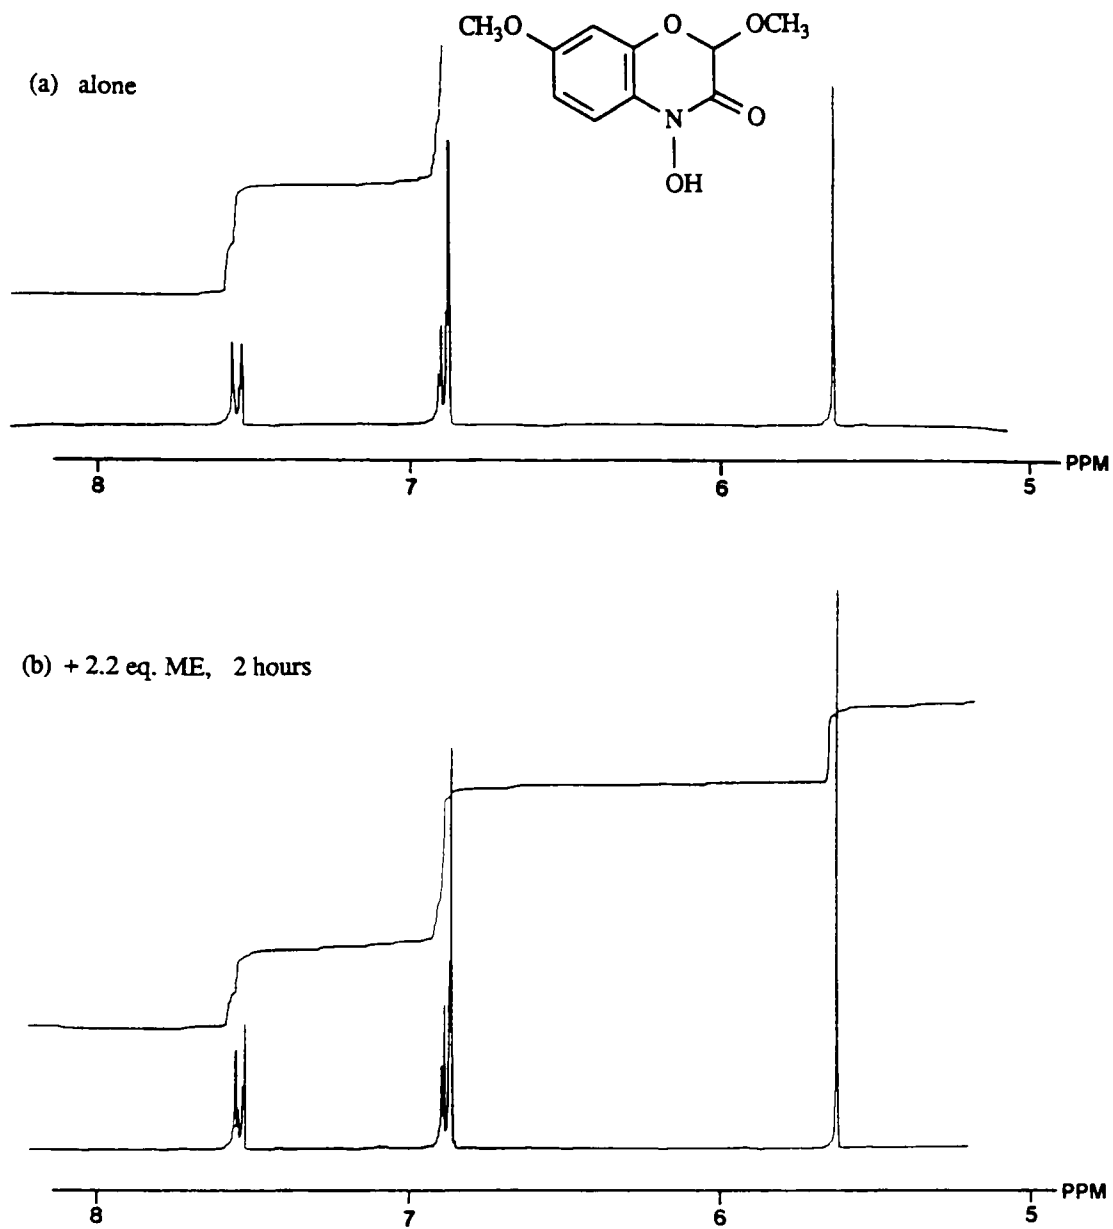 CH₃O
O
OCH₃
(a) alone
N
O
OH
8 7 6 5 PPM
(b) + 2.2 eq. ME, 2 hours
8 7 6 5 PPM